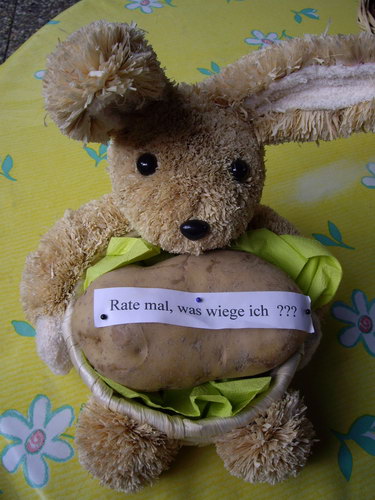 Rate mal, was wiege ich ???